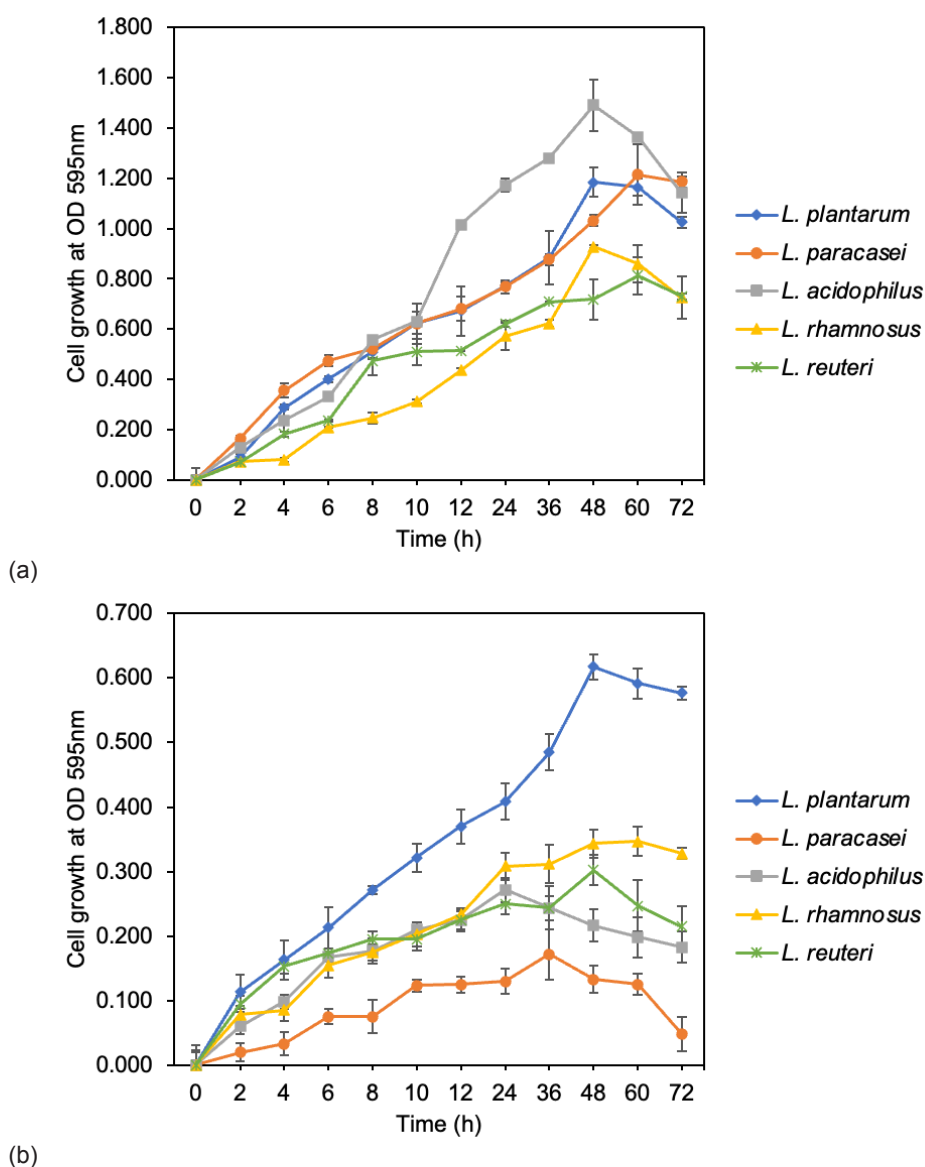 1.800
1.600
1.400
1.200
1.000
0.800
0.600
0.400
0.200
0.000
Cell growth at OD 595nm
0 2 4 6 8 10 12 24 36 48 60 72
Time (h)
L. plantarum
L. paracasei
L. acidophilus
L. rhamnosus
L. reuteri
(a)
0.700
0.600
0.500
0.400
0.300
0.200
0.100
0.000
Cell growth at OD 595nm
0 2 4 6 8 10 12 24 36 48 60 72
Time (h)
L. plantarum
L. paracasei
L. acidophilus
L. rhamnosus
L. reuteri
(b)